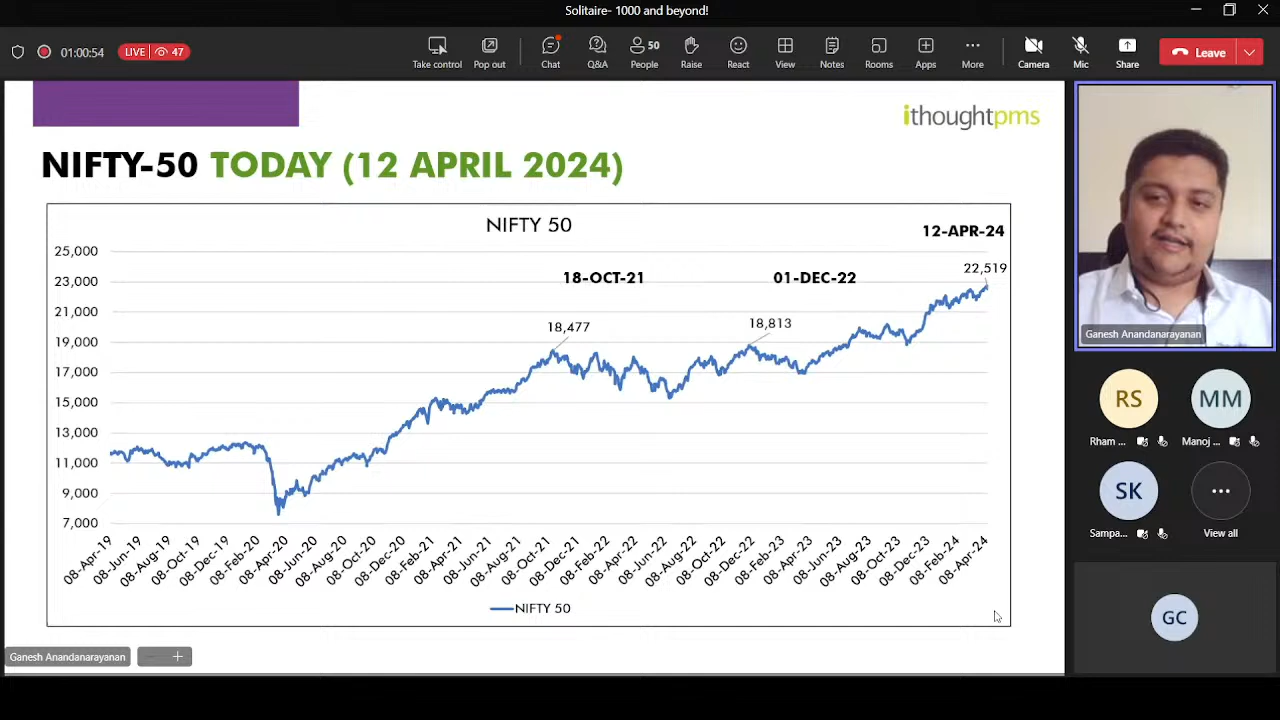 Solitaire- 1000 and beyond!
01:00:54
LIVE 47
Take control
Pop out
Chat
Q&A
50
People
Raise
React
View
Notes
Rooms
Apps
More
Camera
Mic
Share
Leave
ithoughtpms
NIFTY-50 TODAY (12 APRIL 2024)
NIFTY 50
12-APR-24
25,000
23,000
21,000
19,000
17,000
15,000
13,000
11,000
9,000
7,000
18-OCT-21
01-DEC-22
22,519
18,477
18,813
08-Apr-19
08-Jun-19
08-Aug-19
08-Oct-19
08-Dec-19
08-Feb-20
08-Apr-20
08-Jun-20
08-Aug-20
08-Oct-20
08-Dec-20
08-Feb-21
08-Apr-21
08-Jun-21
08-Aug-21
08-Oct-21
08-Dec-21
08-Feb-22
08-Apr-22
08-Jun-22
08-Aug-22
08-Oct-22
08-Dec-22
08-Feb-23
08-Apr-23
08-Jun-23
08-Aug-23
08-Oct-23
08-Dec-23
08-Feb-24
08-Apr-24
NIFTY 50
Ganesh Anandanarayanan
Ganesh Anandanarayanan
RS
MM
Rham ...
Manoj ...
SK
Sampa...
View all
GC